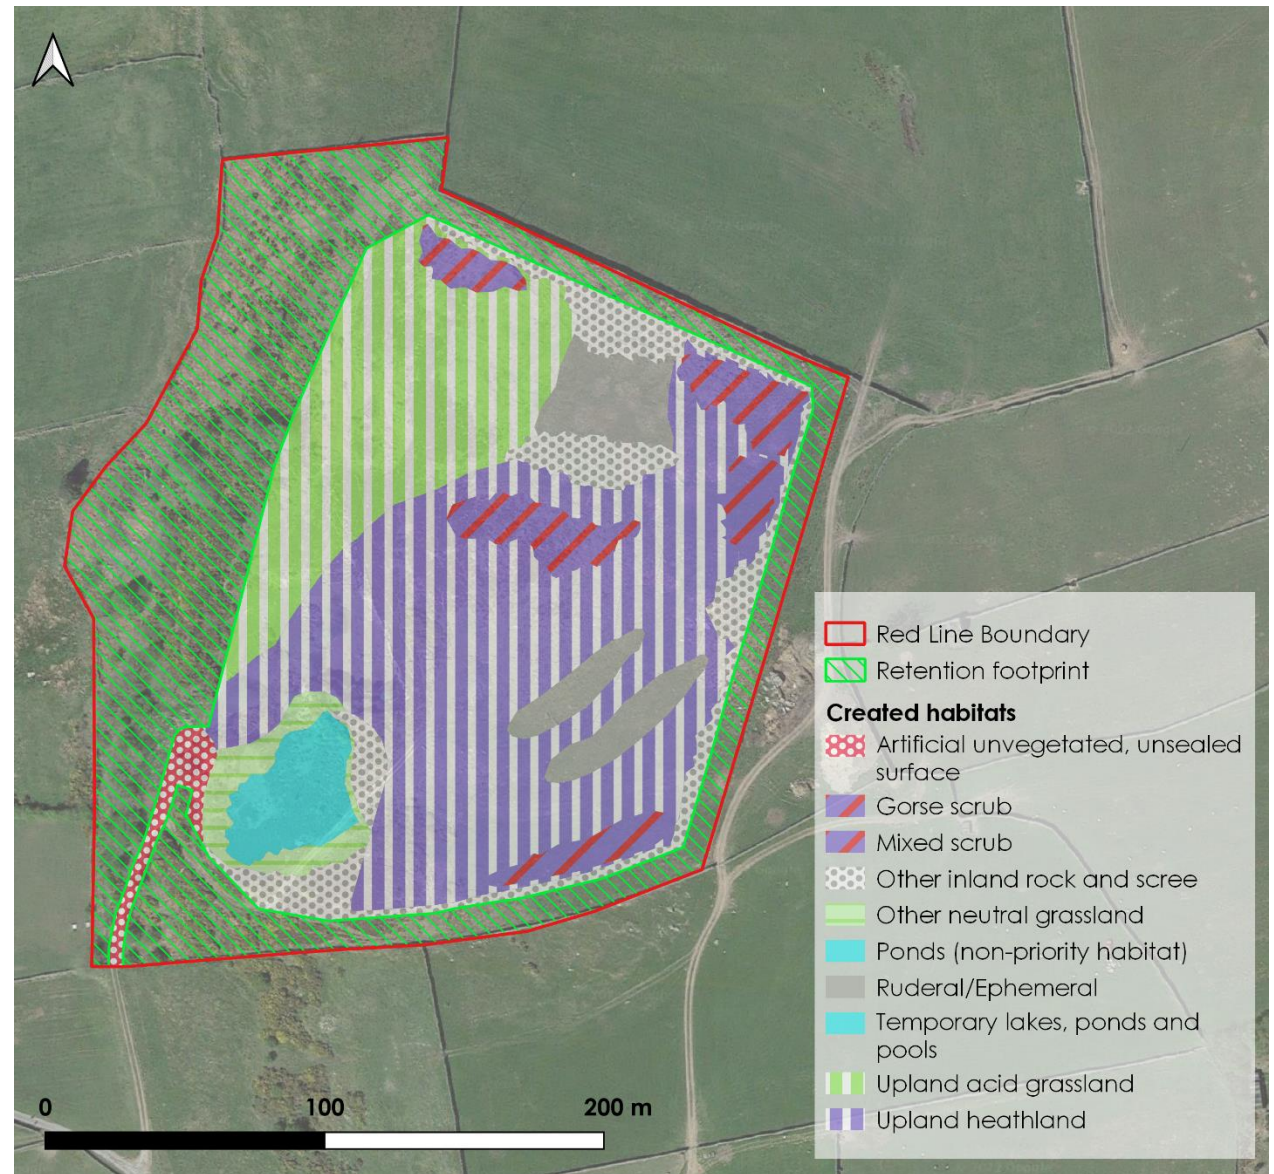 Red Line Boundary
Retention footprint
Created habitats
Artificial unvegetated, unsealed
surface
Gorse scrub
Mixed scrub
Other inland rock and scree
Other neutral grassland
Ponds (non-priority habitat)
Ruderal/Ephemeral
Temporary lakes, ponds and
pools
Upland acid grassland
Upland heathland
0 100 200 m